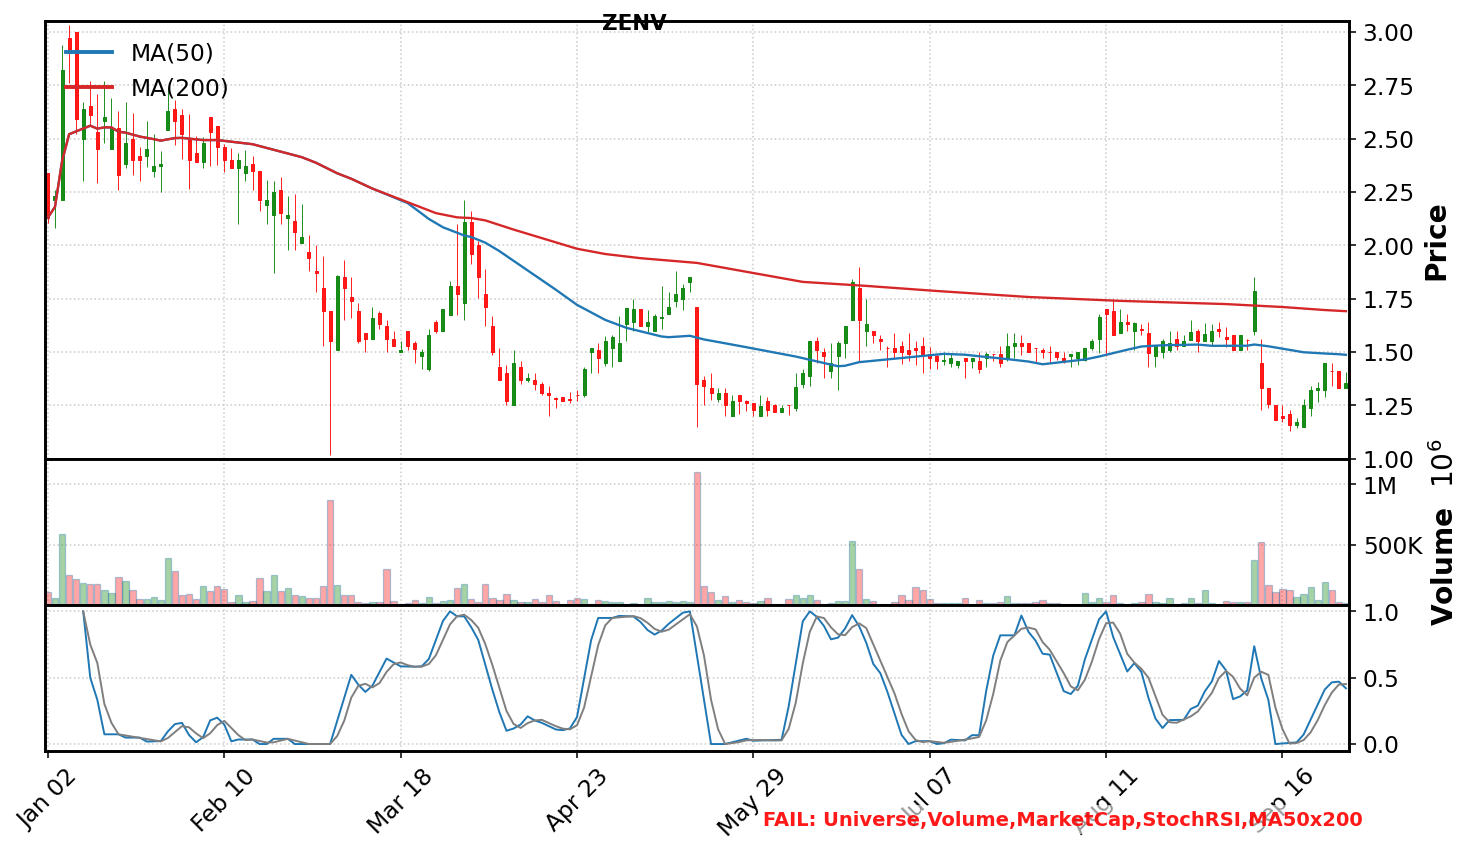 ZENV
MA(50)
MA(200)
3.00
2.75
2.50
2.25
2.00
1.75
1.50
1.25
1.00
Price
1M
500K
Volume 10^6
1.0
0.5
0.0
Jan 02
Feb 10
Mar 18
Apr 23
May 29
Jul 07
Aug 11
Sep 16
FAIL: Universe,Volume,MarketCap,StochRSI,MA50x200